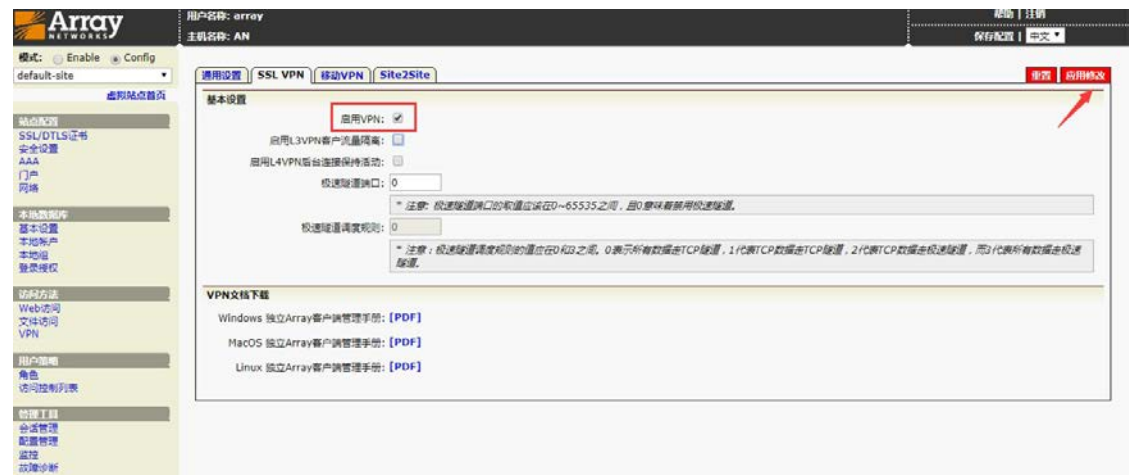 Array
NETWORKS
用户名称: array
主机名称: AN
帮助 | 注销
保存配置 | 中文
模式: Enable Config
default-site
虚拟站点首页
通用设置 SSL VPN 移动VPN Site2Site
重置 应用修改
站点配置
SSL/DTLS证书
安全设置
AAA
门户
网络
本地数据库
基本设置
本地帐户
本地组
登录授权
访问方法
Web访问
文件访问
VPN
用户策略
角色
访问控制列表
管理工具
会话管理
配置管理
监控
故障诊断
基本设置
启用VPN:
启用L3VPN客户流量隔离:
启用L4VPN后台连接保持活动:
极速隧道端口: 0
* 注意: 极速隧道端口的取值应该在0~65535之间，且0意味着禁用极速隧道。
极速隧道调度规则: 0
* 注意：极速隧道调度规则的值应在0和3之间。0表示所有数据走TCP隧道，1代表TCP数据走TCP隧道，2代表TCP数据走极速隧道，而3代表所有数据走极速
隧道。
VPN文档下载
Windows 独立Array客户端管理手册: [PDF]
MacOS 独立Array客户端管理手册: [PDF]
Linux 独立Array客户端管理手册: [PDF]